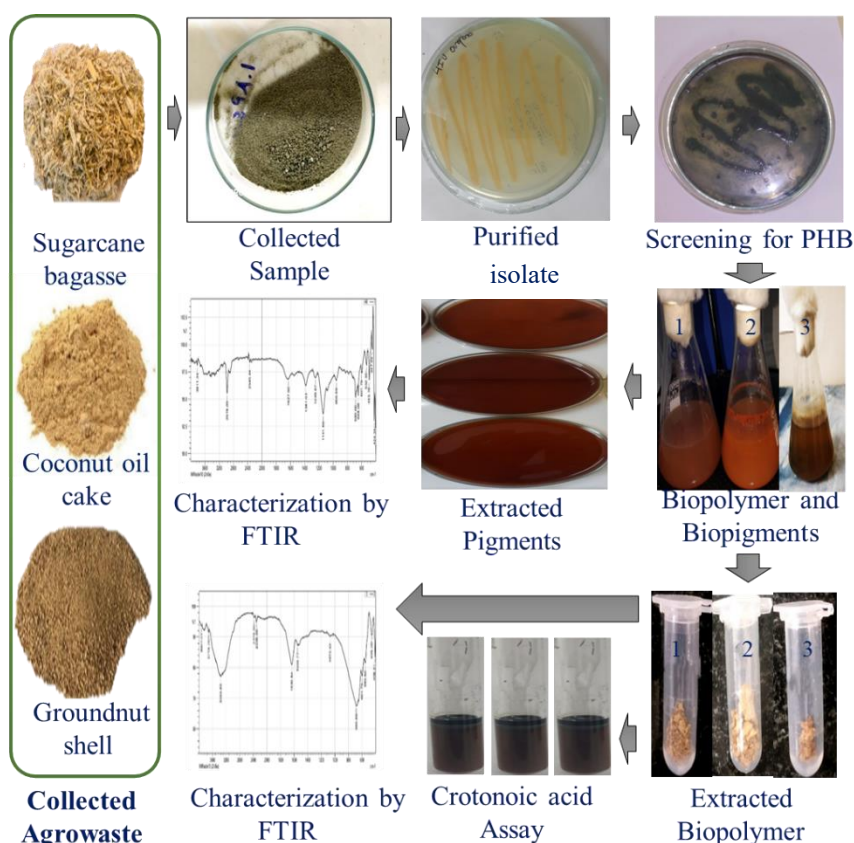 Sugarcane
bagasse
Collected
Sample
Purified
isolate
Screening for PHB
Coconut oil
cake
Characterization by
FTIR
Extracted
Pigments
1
2
3
Biopolymer and
Biopigments
Groundnut
shell
1
2
3
Collected
Agrowaste
Characterization by
FTIR
Crotonoic acid
Assay
Extracted
Biopolymer